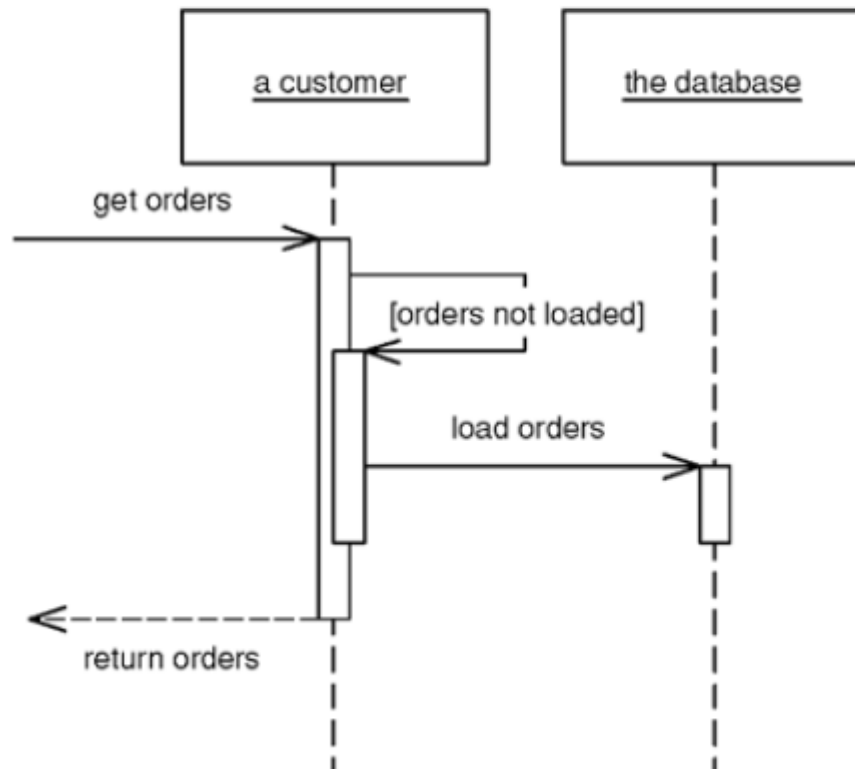 a customer
the database
get orders
[orders not loaded]
load orders
return orders